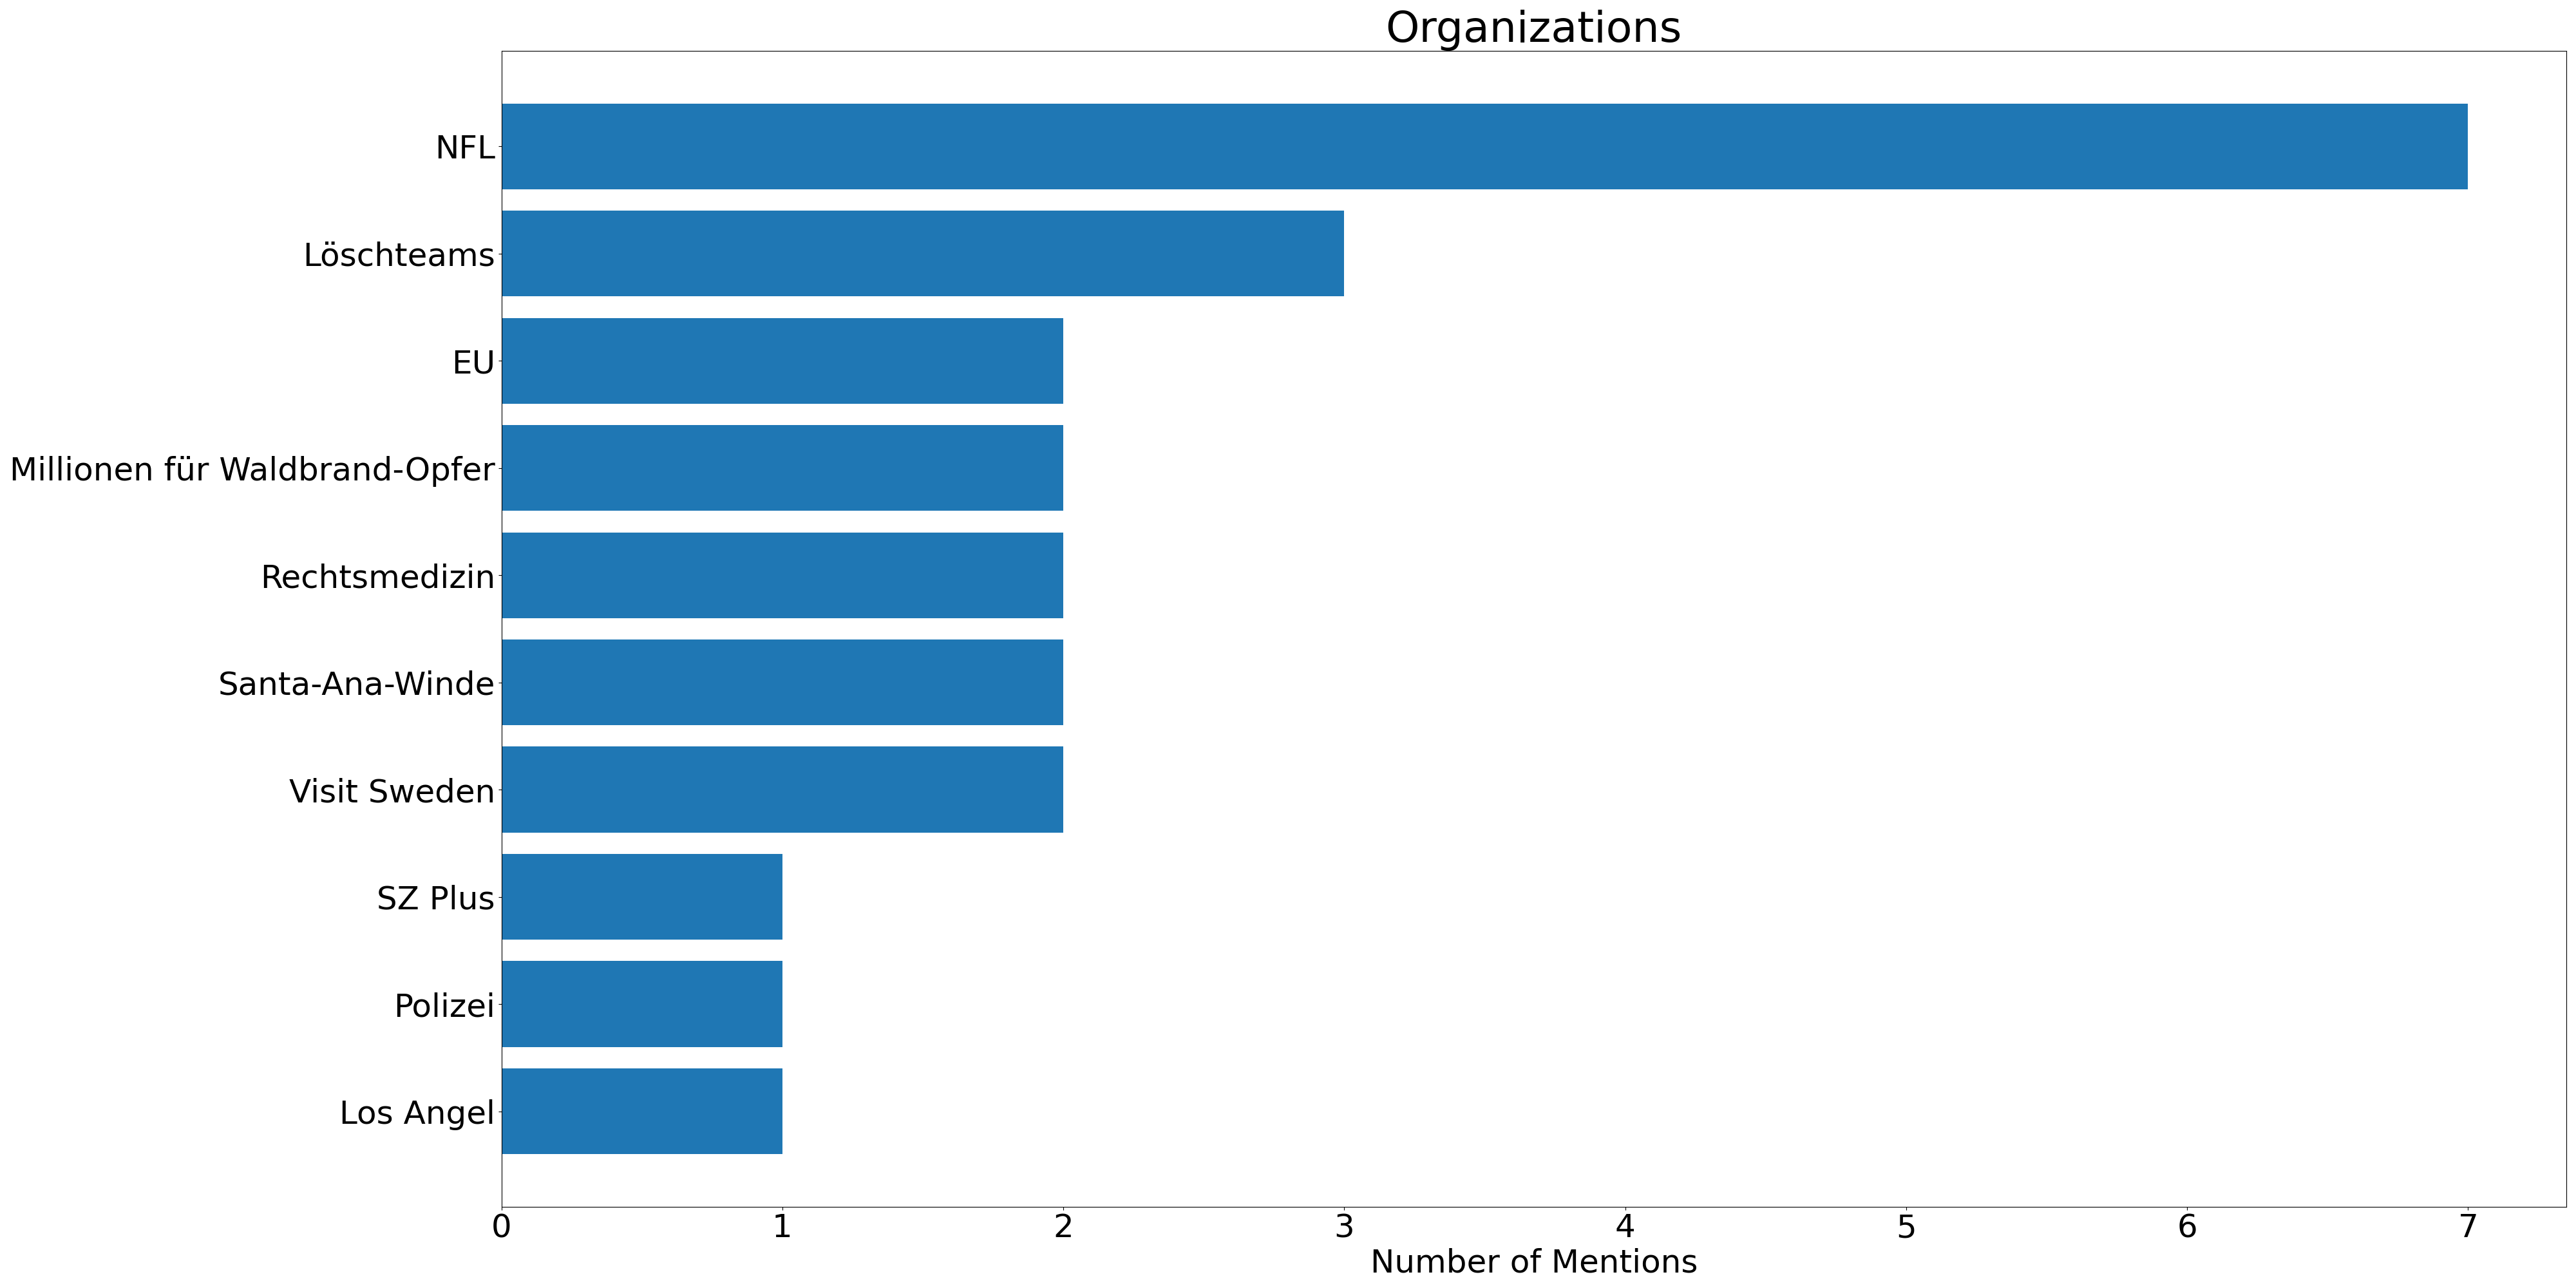 Organizations
NFL
Löschteams
EU
Millionen für Waldbrand-Opfer
Rechtsmedizin
Santa-Ana-Winde
Visit Sweden
SZ Plus
Polizei
Los Angel
0 1 2 3 4 5 6 7
Number of Mentions